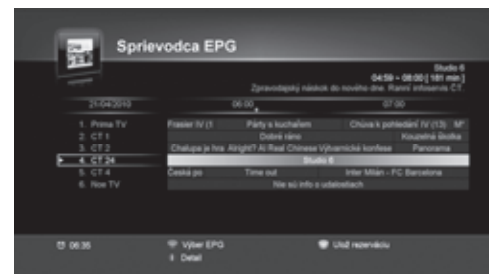 Sprievodca EPG
Studio 6
04:59 - 08:00 [ 181 min ]
Zpravodajský náskok do nového dne. Ranní infoservis ČT.
21/04/2010 06:00 07:00
1. Prima TV Frasier IV (1 Párty s kuchařem Chůva k pohledání IV (13) M*
2. CT 1 Dobré ráno Kouzelná školka
3. CT 2 Chalupa je hra Alright? Al Real Chinese Výtvarnické konfese Panorama
4. CT 24 Studio 6
5. CT 4 Česká po Time out Inter Milán - FC Barcelona
6. Noe TV Nie sú info o udalostiach
06:35 Výber EPG Ulož rezerváciu
i Detail